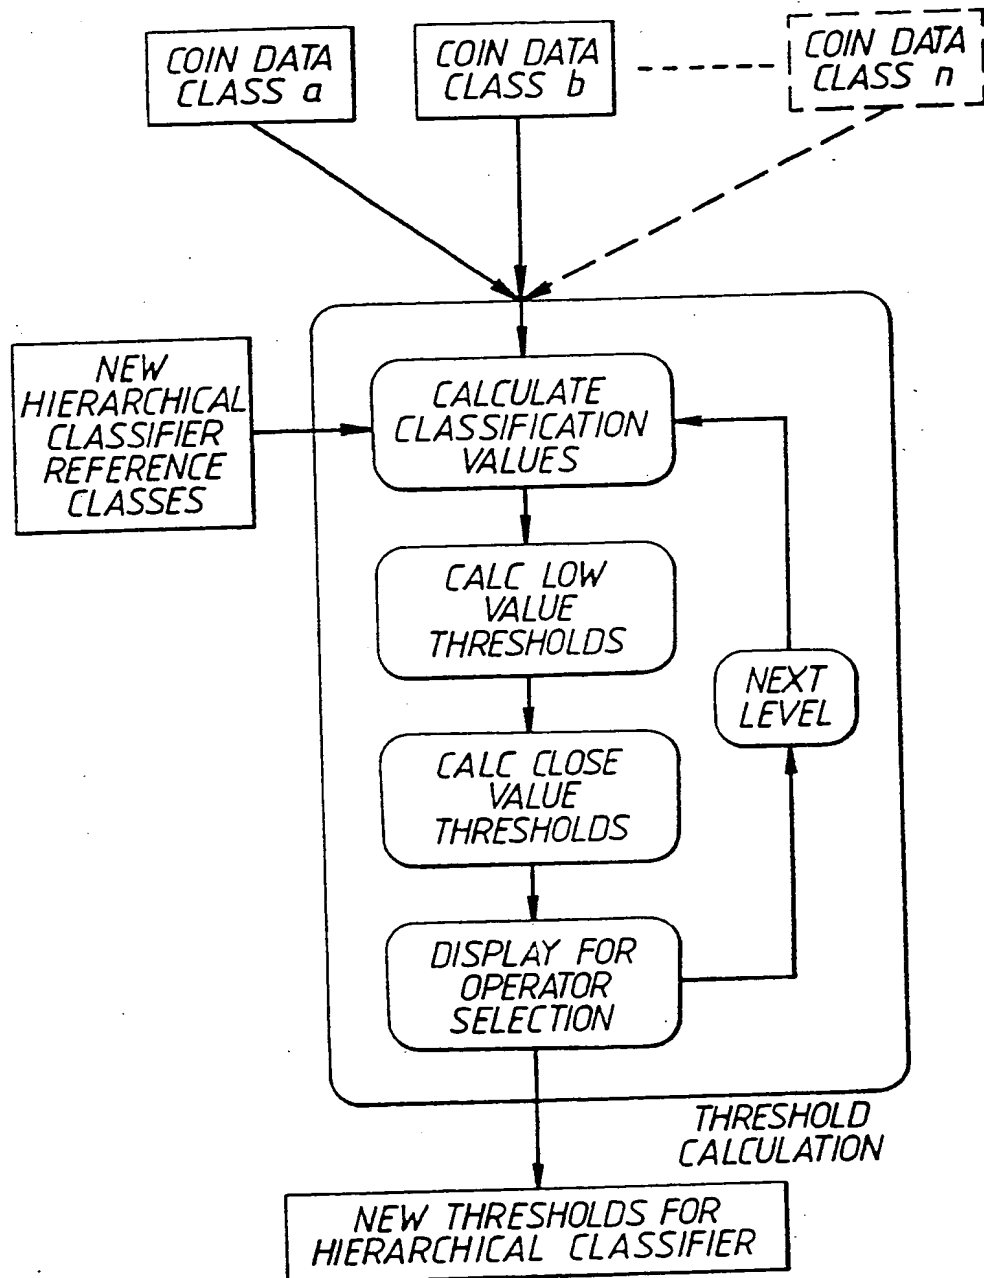 COIN DATA
CLASS a
COIN DATA
CLASS b
COIN DATA
CLASS n
NEW
HIERARCHICAL
CLASSIFIER
REFERENCE
CLASSES
CALCULATE
CLASSIFICATION
VALUES
CALC LOW
VALUE
THRESHOLDS
NEXT
LEVEL
CALC CLOSE
VALUE
THRESHOLDS
DISPLAY FOR
OPERATOR
SELECTION
THRESHOLD
CALCULATION
NEW THRESHOLDS FOR
HIERARCHICAL CLASSIFIER